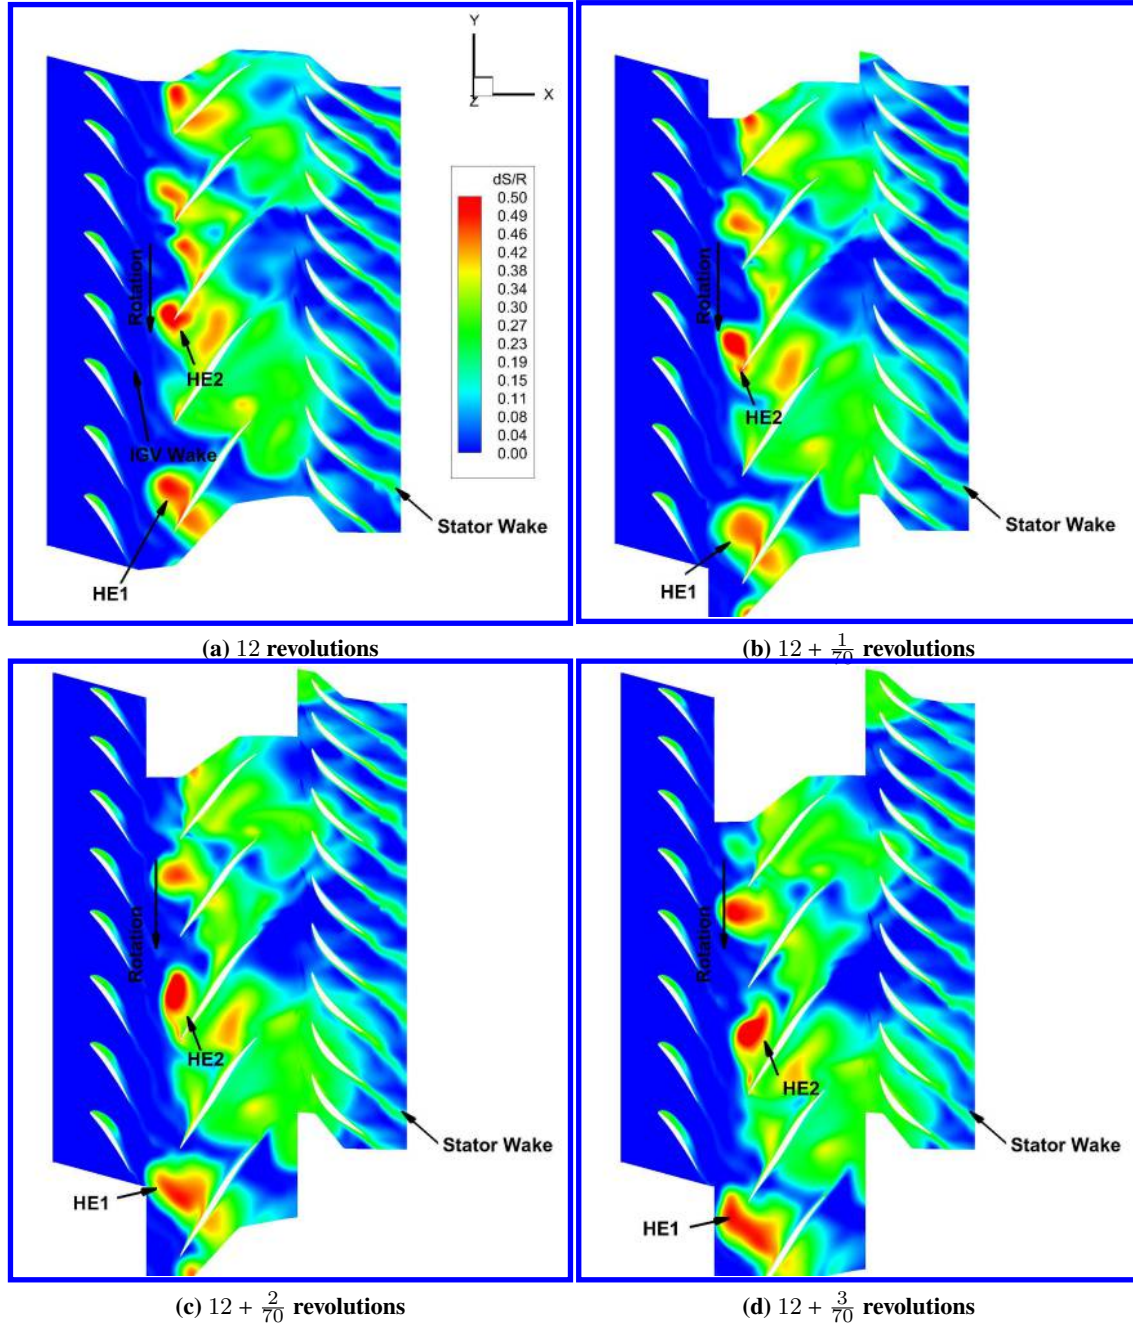 Y
X
Z
dS/R
0.50
0.49
0.46
0.42
0.38
0.34
0.30
0.27
0.23
0.19
0.15
0.11
0.08
0.04
0.00
Rotation
HE2
IGV Wake
Stator Wake
HE1
(a) 12 revolutions
Rotation
HE2
Stator Wake
HE1
(b) 12 + 1/70 revolutions
Rotation
HE2
Stator Wake
HE1
(c) 12 + 2/70 revolutions
Rotation
HE2
Stator Wake
HE1
(d) 12 + 3/70 revolutions